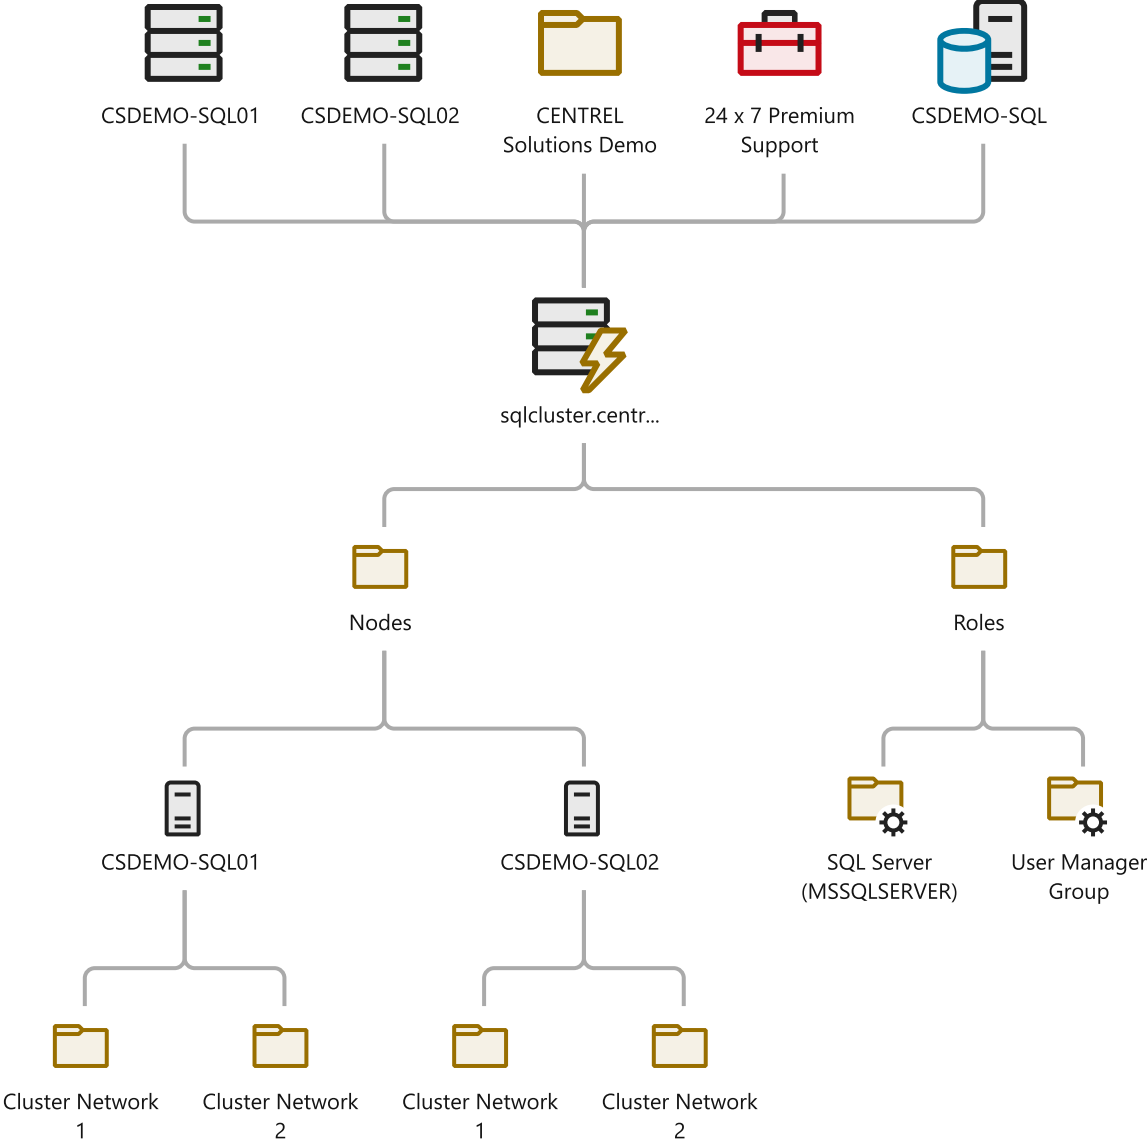 CSDEMO-SQL01
CSDEMO-SQL02
CENTREL
Solutions Demo
24 x 7 Premium
Support
CSDEMO-SQL
sqlcluster.centr...
Nodes
Roles
CSDEMO-SQL01
CSDEMO-SQL02
SQL Server
(MSSQLSERVER)
User Manager
Group
Cluster Network
1
Cluster Network
2
Cluster Network
1
Cluster Network
2